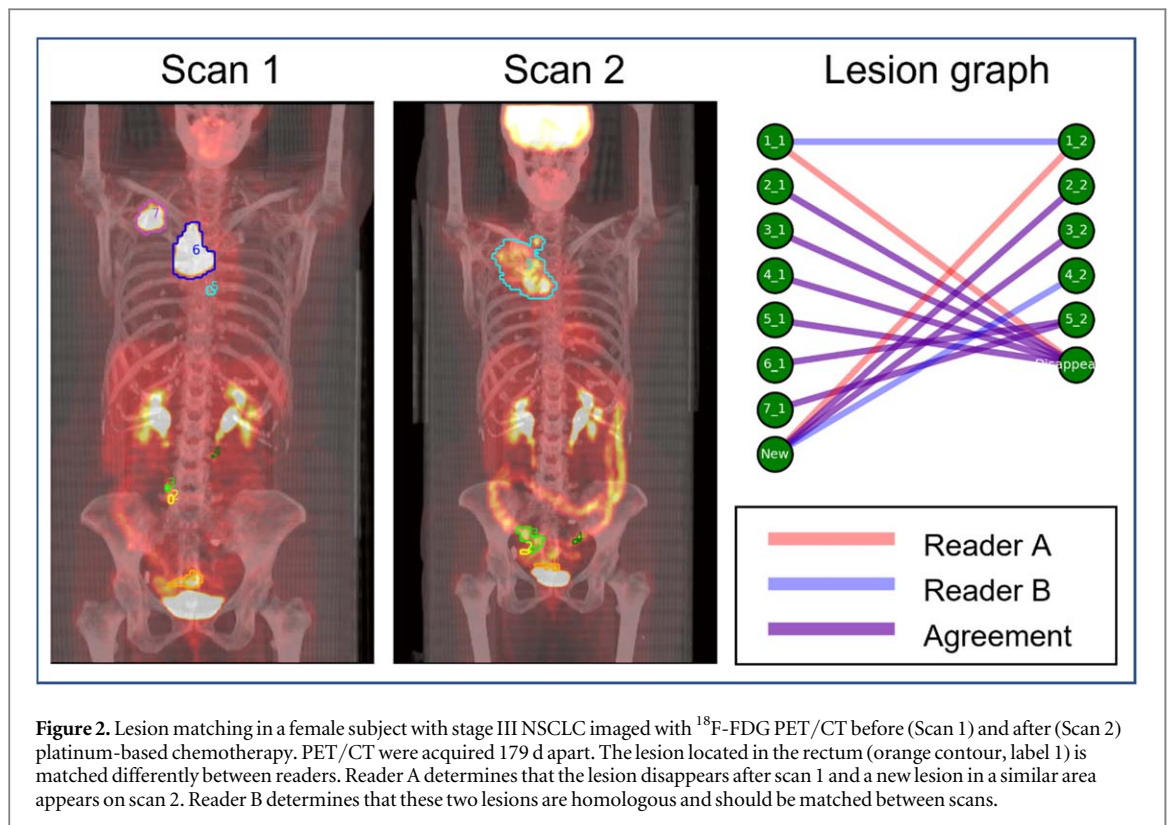 Scan 1
Scan 2
Lesion graph
7
6
5
3
2
1_1
2_1
3_1
4_1
5_1
6_1
7_1
New
1_2
2_2
3_2
4_2
5_2
Disappea
Reader A
Reader B
Agreement
Figure 2. Lesion matching in a female subject with stage III NSCLC imaged with 18F-FDG PET/CT before (Scan 1) and after (Scan 2)
platinum-based chemotherapy. PET/CT were acquired 179 d apart. The lesion located in the rectum (orange contour, label 1) is
matched differently between readers. Reader A determines that the lesion disappears after scan 1 and a new lesion in a similar area
appears on scan 2. Reader B determines that these two lesions are homologous and should be matched between scans.